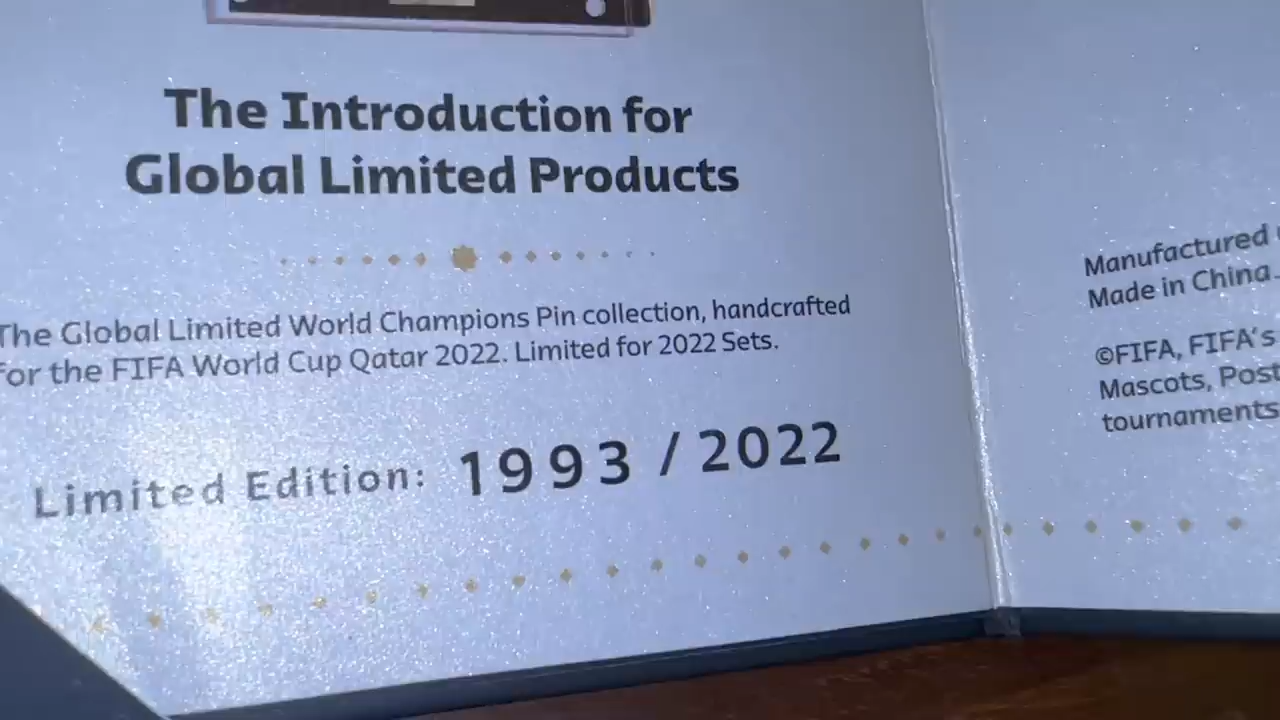 The Introduction for
Global Limited Products
The Global Limited World Champions Pin collection, handcrafted
for the FIFA World Cup Qatar 2022. Limited for 2022 Sets.
Limited Edition: 1993 / 2022
Manufactured
Made in China.
©FIFA, FIFA's
Mascots, Post
tournaments